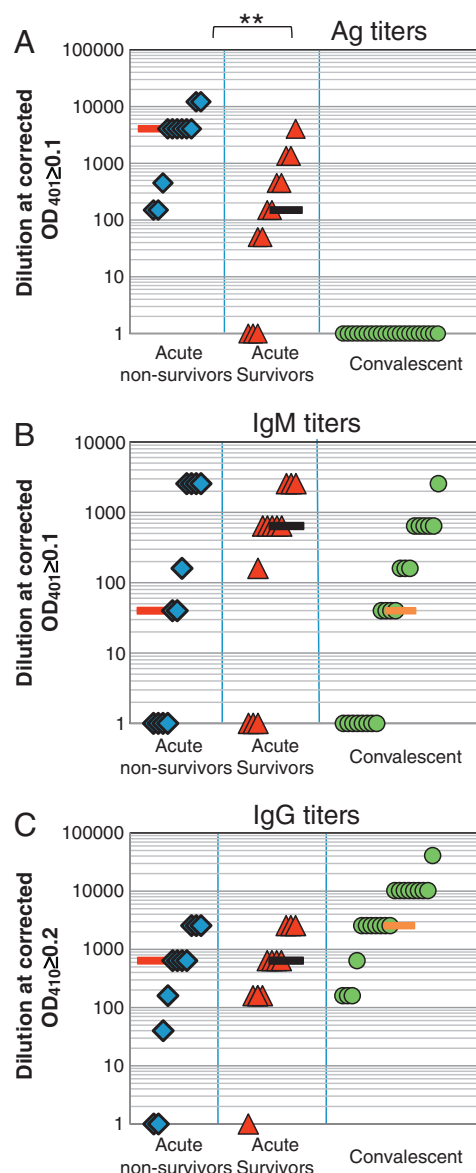 **
A
Ag titers
Dilution at corrected
OD401≥0.1
100000
10000
1000
100
10
1
Acute
non-survivors
Acute
Survivors
Convalescent
B
IgM titers
Dilution at corrected
OD401≥0.1
10000
1000
100
10
1
Acute
non-survivors
Acute
Survivors
Convalescent
C
IgG titers
Dilution at corrected
OD410≥0.2
100000
10000
1000
100
10
1
Acute
non-survivors
Acute
Survivors
Convalescent